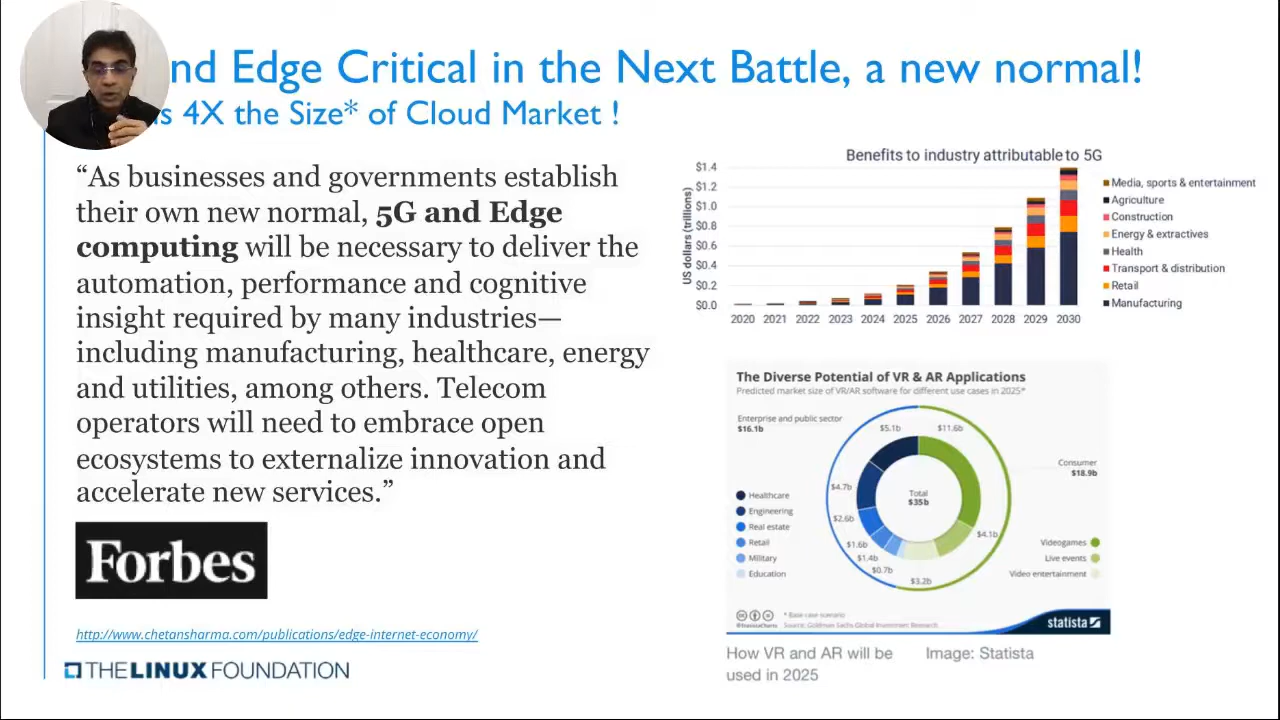 nd Edge Critical in the Next Battle, a new normal!
s 4X the Size* of Cloud Market !
“As businesses and governments establish
their own new normal, 5G and Edge
computing will be necessary to deliver the
automation, performance and cognitive
insight required by many industries—
including manufacturing, healthcare, energy
and utilities, among others. Telecom
operators will need to embrace open
ecosystems to externalize innovation and
accelerate new services.”
Forbes
http://www.chetansharma.com/publications/edge-internet-economy/
THE LINUX FOUNDATION
Benefits to industry attributable to 5G
US dollars (trillions)
$1.4
$1.2
$1.0
$0.8
$0.6
$0.4
$0.2
$0.0
2020 2021 2022 2023 2024 2025 2026 2027 2028 2029 2030
Media, sports & entertainment
Agriculture
Construction
Energy & extractives
Health
Transport & distribution
Retail
Manufacturing
The Diverse Potential of VR & AR Applications
Predicted market size of VR/AR software for different use cases in 2025*
Enterprise and public sector
$16.1b
Consumer
$18.9b
$5.1b
$11.6b
$4.7b
$2.6b
$1.6b
$1.4b
$0.7b
$3.2b
$4.1b
Total
$35b
Healthcare
Engineering
Real estate
Retail
Military
Education
Videogames
Live events
Video entertainment
* Base case scenario
@StatistaCharts Source: Goldman Sachs Global Investment Research
statista
How VR and AR will be
used in 2025
Image: Statista